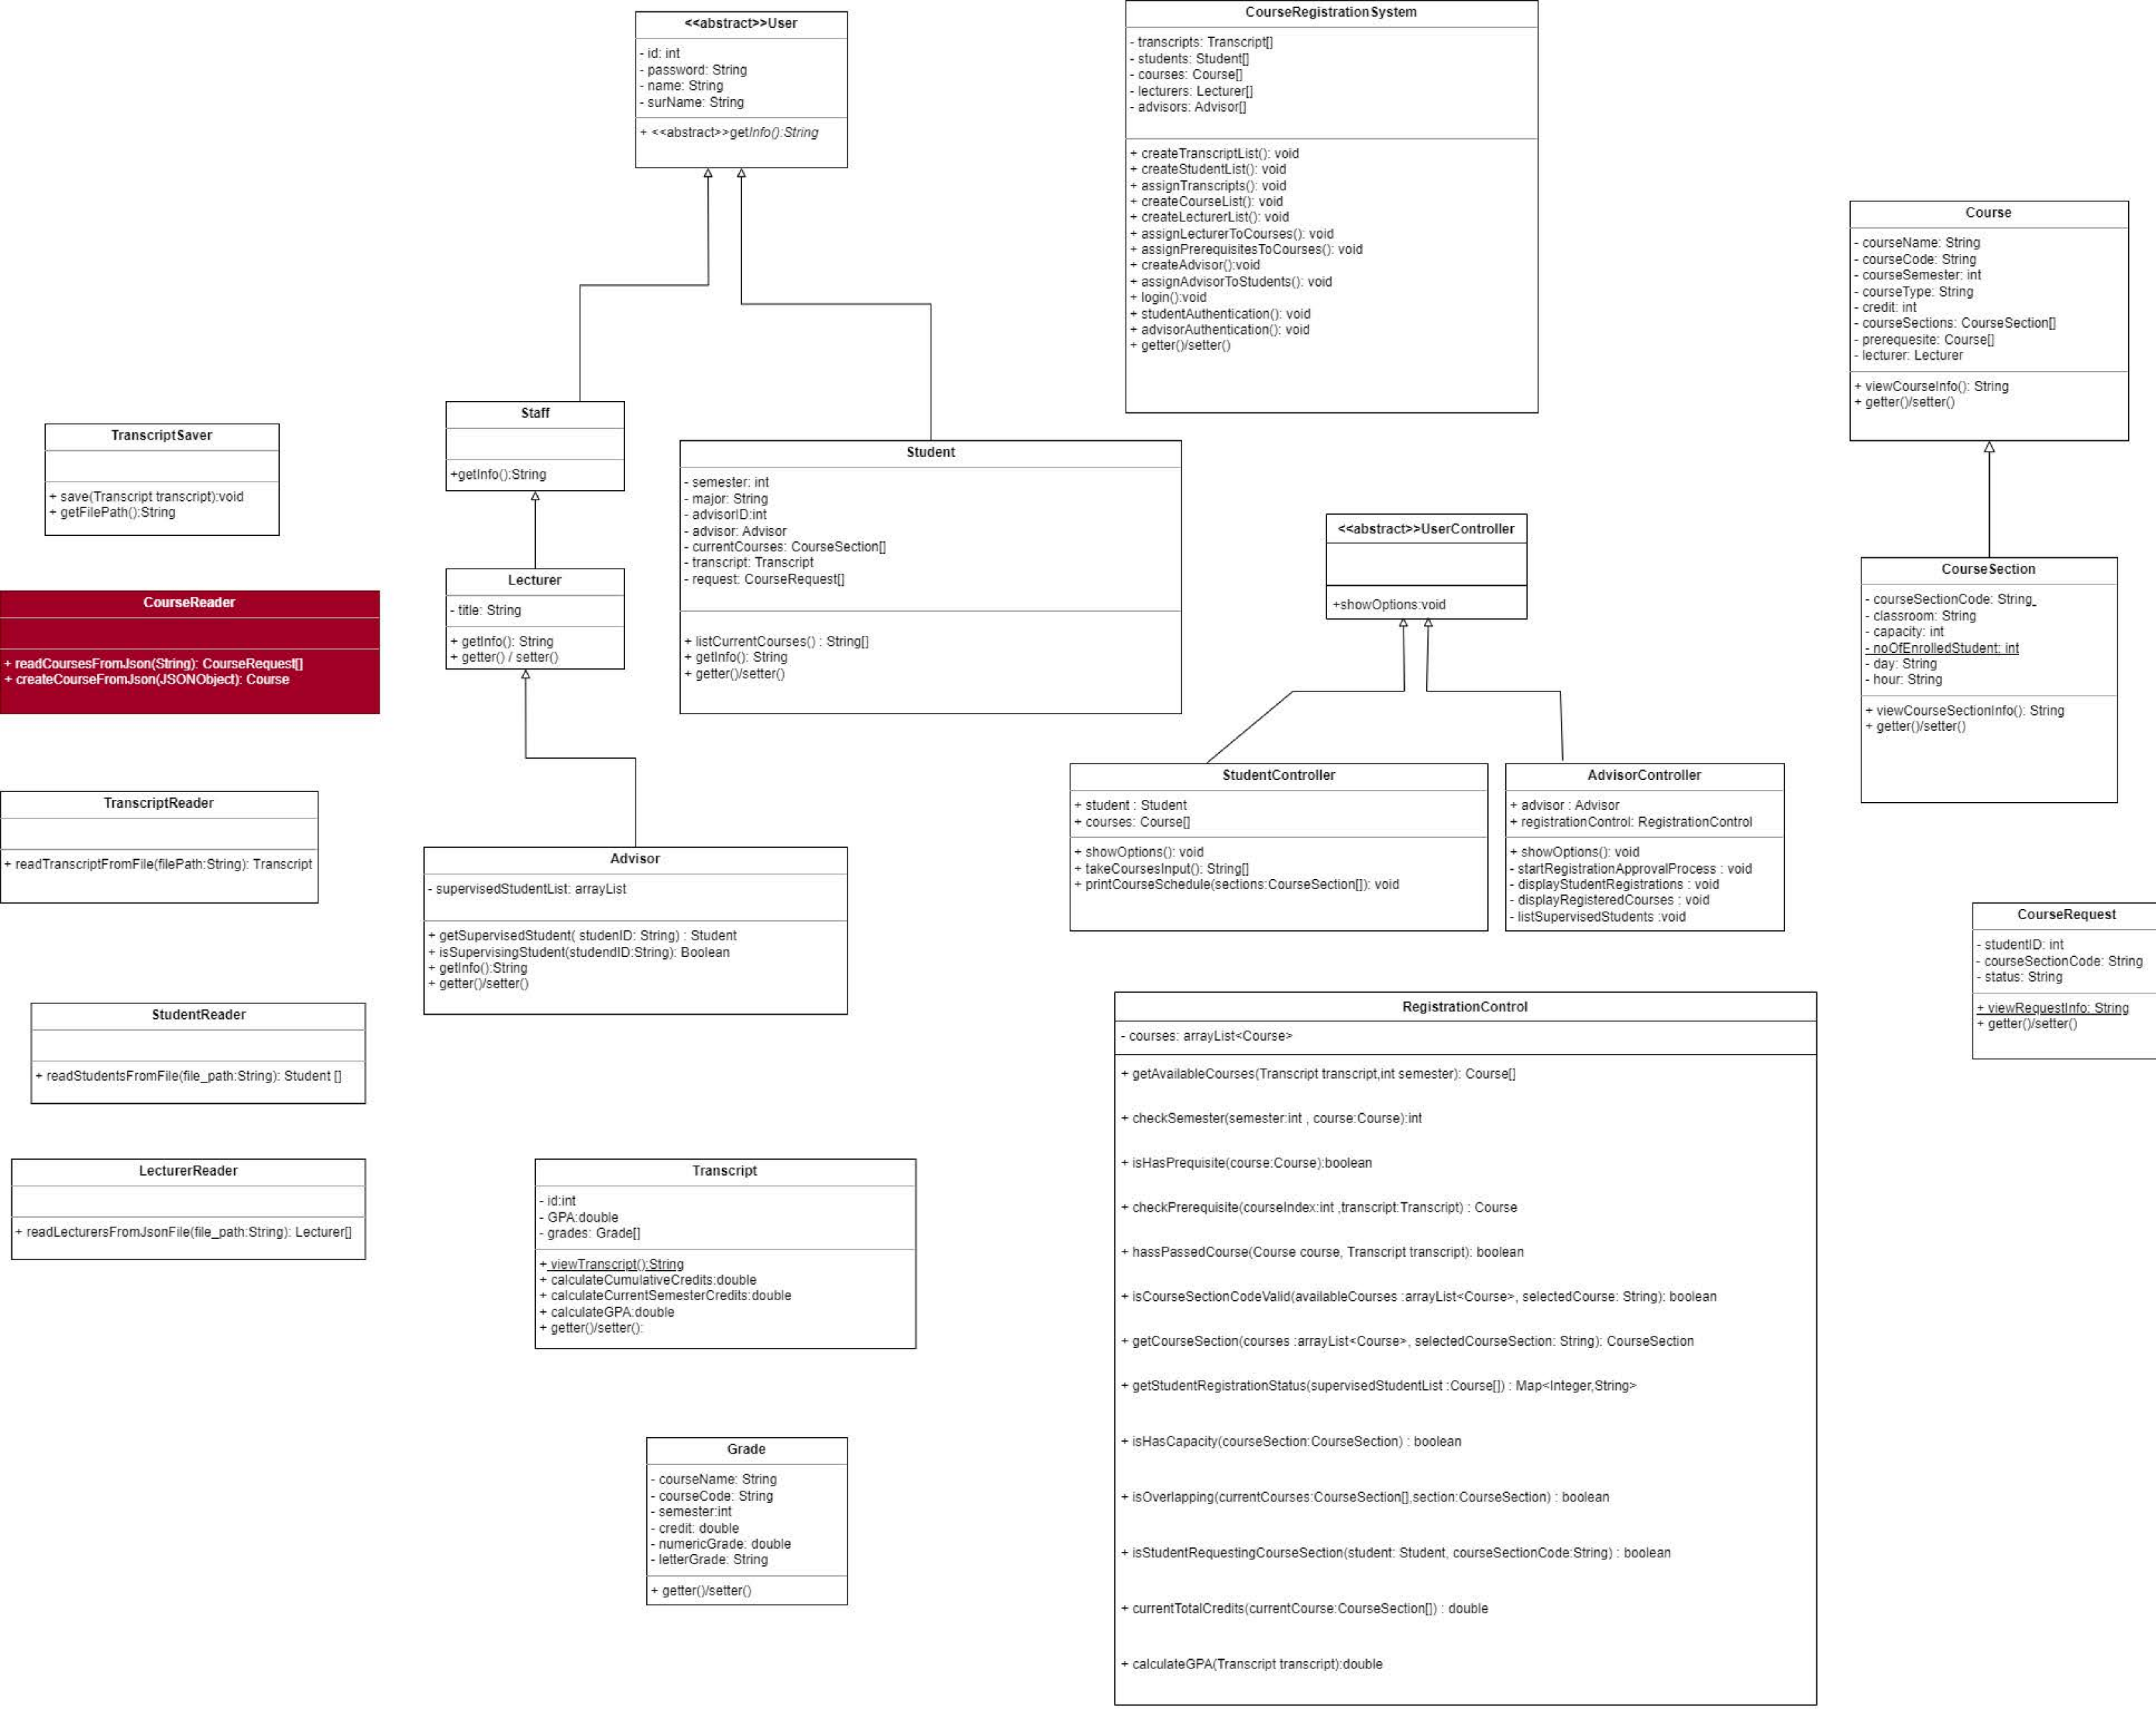 <<abstract>>User
- id: int
- password: String
- name: String
- surName: String
+ <<abstract>>getInfo():String
CourseRegistrationSystem
- transcripts: Transcript[]
- students: Student[]
- courses: Course[]
- lecturers: Lecturer[]
- advisors: Advisor[]
+ createTranscriptList(): void
+ createStudentList(): void
+ assignTranscripts(): void
+ createCourseList(): void
+ createLecturerList(): void
+ assignLecturerToCourses(): void
+ assignPrerequisitesToCourses(): void
+ createAdvisor():void
+ assignAdvisorToStudents(): void
+ login():void
+ studentAuthentication(): void
+ advisorAuthentication(): void
+ getter()/setter()
Course
- courseName: String
- courseCode: String
- courseSemester: int
- courseType: String
- credit: int
- courseSections: CourseSection[]
- prerequesite: Course[]
- lecturer: Lecturer
+ viewCourseInfo(): String
+ getter()/setter()
TranscriptSaver
+ save(Transcript transcript):void
+ getFilePath():String
Staff
+getInfo():String
Student
- semester: int
- major: String
- advisorID:int
- advisor: Advisor
- currentCourses: CourseSection[]
- transcript: Transcript
- request: CourseRequest[]
+ listCurrentCourses() : String[]
+ getInfo(): String
+ getter()/setter()
<<abstract>>UserController
+showOptions:void
CourseSection
- courseSectionCode: String
- classroom: String
- capacity: int
- noOfEnrolledStudent: int
- day: String
- hour: String
+ viewCourseSectionInfo(): String
+ getter()/setter()
CourseReader
+ readCoursesFromJson(String): CourseRequest[]
+ createCourseFromJson(JSONObject): Course
Lecturer
- title: String
+ getInfo(): String
+ getter() / setter()
TranscriptReader
+ readTranscriptFromFile(filePath:String): Transcript
StudentController
+ student : Student
+ courses: Course[]
+ showOptions(): void
+ takeCoursesInput(): String[]
+ printCourseSchedule(sections:CourseSection[]): void
AdvisorController
+ advisor : Advisor
+ registrationControl: RegistrationControl
+ showOptions(): void
- startRegistrationApprovalProcess : void
- displayStudentRegistrations : void
- displayRegisteredCourses : void
- listSupervisedStudents :void
Advisor
- supervisedStudentList: arrayList
+ getSupervisedStudent( studenID: String) : Student
+ isSupervisingStudent(studendID:String): Boolean
+ getInfo():String
+ getter()/setter()
CourseRequest
- studentID: int
- courseSectionCode: String
- status: String
+ viewRequestInfo: String
+ getter()/setter()
StudentReader
+ readStudentsFromFile(file_path:String): Student []
RegistrationControl
- courses: arrayList<Course>
+ getAvailableCourses(Transcript transcript,int semester): Course[]
+ checkSemester(semester:int , course:Course):int
+ isHasPrequisite(course:Course):boolean
+ checkPrerequisite(courseIndex:int ,transcript:Transcript) : Course
+ hassPassedCourse(Course course, Transcript transcript): boolean
+ isCourseSectionCodeValid(availableCourses :arrayList<Course>, selectedCourse: String): boolean
+ getCourseSection(courses :arrayList<Course>, selectedCourseSection: String): CourseSection
+ getStudentRegistrationStatus(supervisedStudentList :Course[]) : Map<Integer,String>
+ isHasCapacity(courseSection:CourseSection) : boolean
+ isOverlapping(currentCourses:CourseSection[],section:CourseSection) : boolean
+ isStudentRequestingCourseSection(student: Student, courseSectionCode:String) : boolean
+ currentTotalCredits(currentCourse:CourseSection[]) : double
+ calculateGPA(Transcript transcript):double
LecturerReader
+ readLecturersFromJsonFile(file_path:String): Lecturer[]
Transcript
- id:int
- GPA:double
- grades: Grade[]
+ viewTranscript():String
+ calculateCumulativeCredits:double
+ calculateCurrentSemesterCredits:double
+ calculateGPA:double
+ getter()/setter():
Grade
- courseName: String
- courseCode: String
- semester:int
- credit: double
- numericGrade: double
- letterGrade: String
+ getter()/setter()